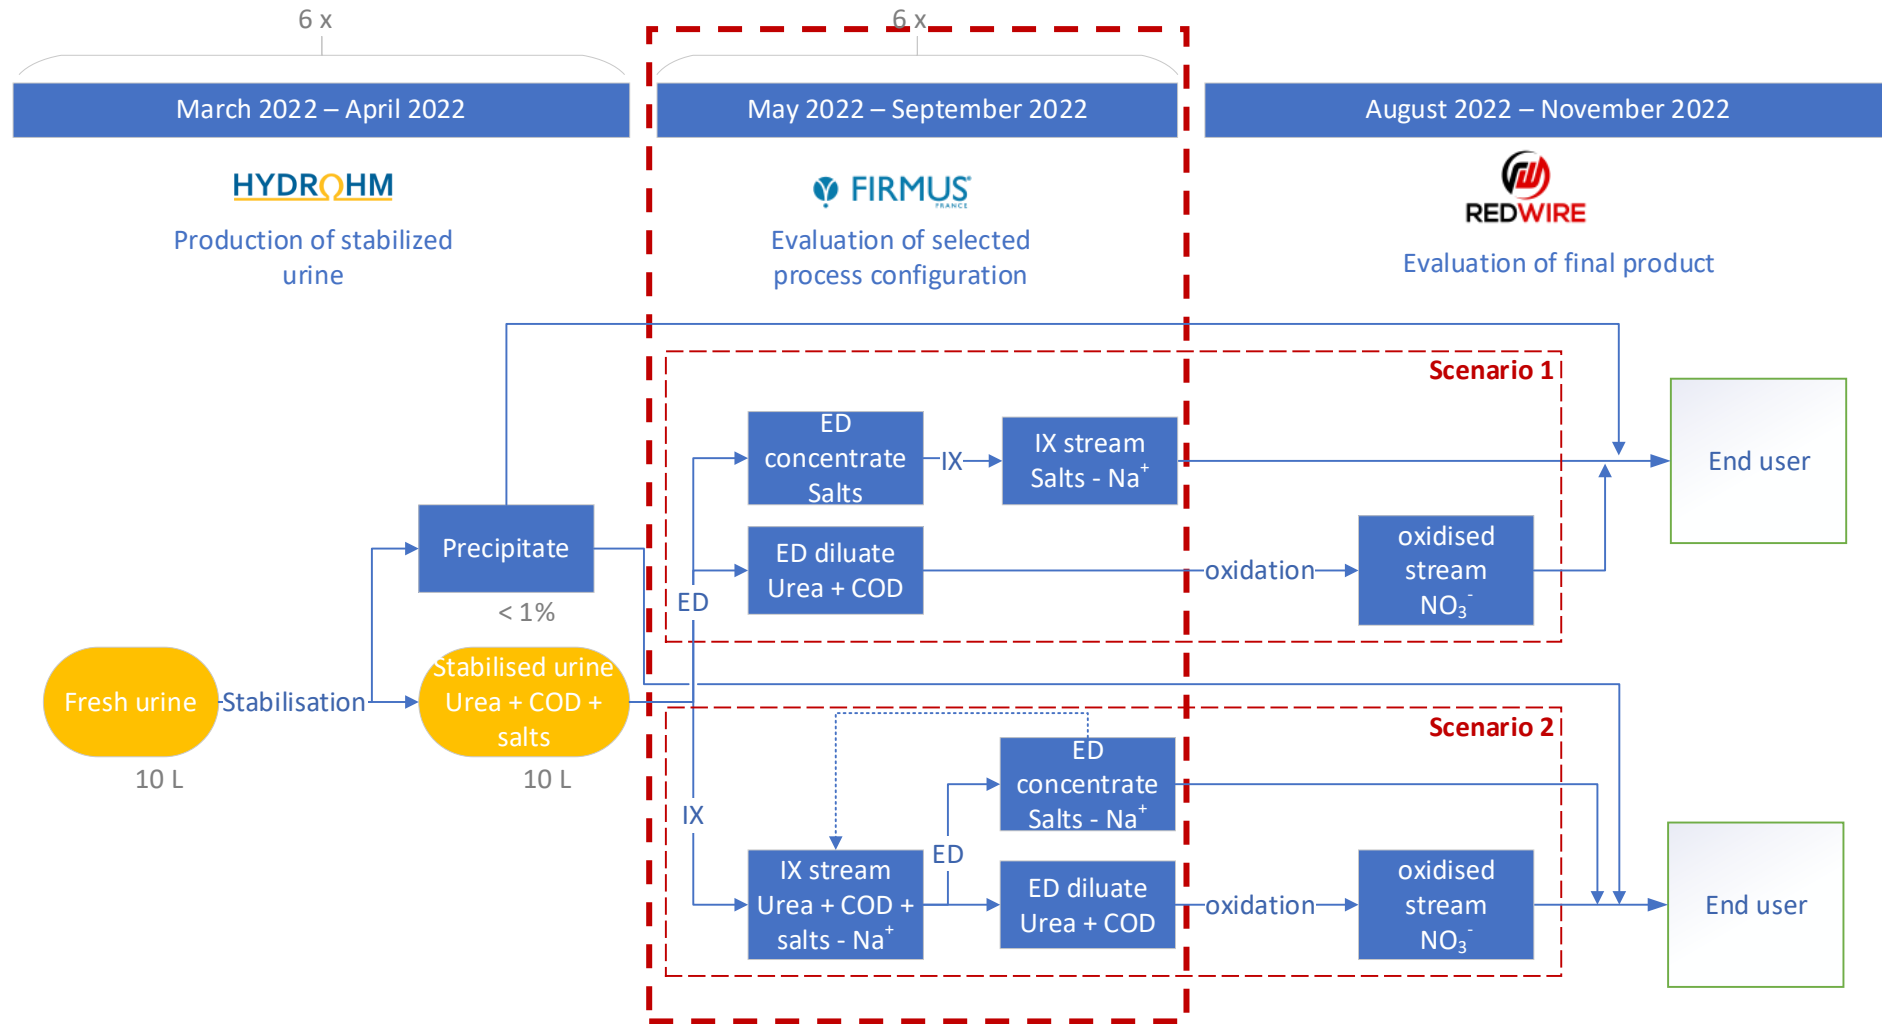 6 x
6 x
March 2022 – April 2022
May 2022 – September 2022
August 2022 – November 2022
HYDROHM
FIRMUS
FRANCE
REDWIRE
Production of stabilized
urine
Evaluation of selected
process configuration
Evaluation of final product
Scenario 1
ED
concentrate
Salts
IX
IX stream
Salts - Na⁺
End user
Precipitate
< 1%
ED
ED diluate
Urea + COD
oxidation
oxidised
stream
NO₃⁻
Fresh urine
10 L
Stabilisation
Stabilised urine
Urea + COD +
salts
10 L
Scenario 2
IX
ED
concentrate
Salts - Na⁺
ED
IX stream
Urea + COD +
salts - Na⁺
ED diluate
Urea + COD
oxidation
oxidised
stream
NO₃⁻
End user